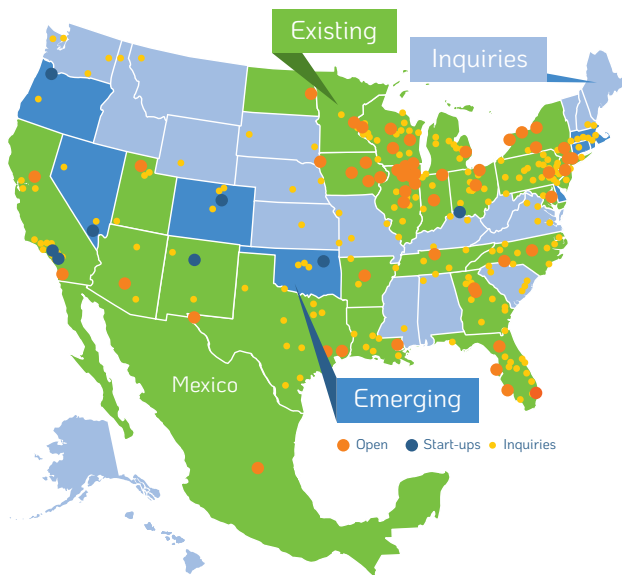 Existing
Inquiries
Mexico
Emerging
Open
Start-ups
Inquiries